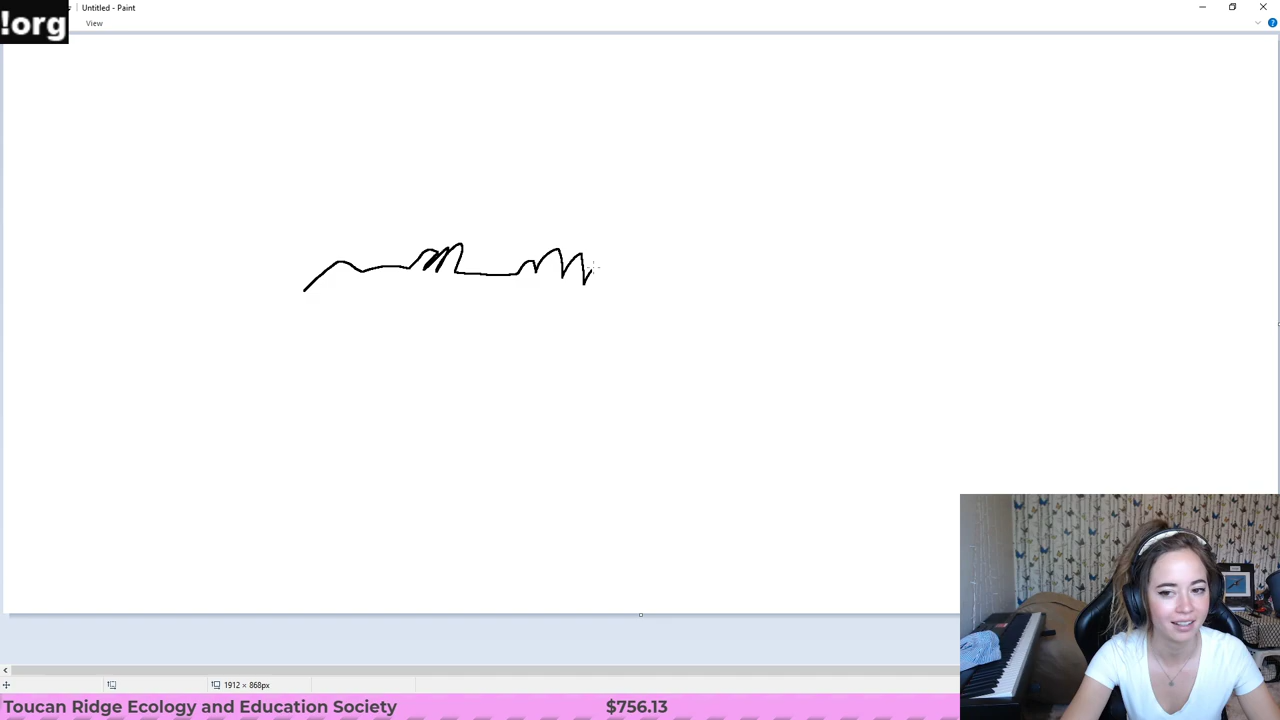 !org
Untitled - Paint
View
1912 × 868px
Toucan Ridge Ecology and Education Society $756.13